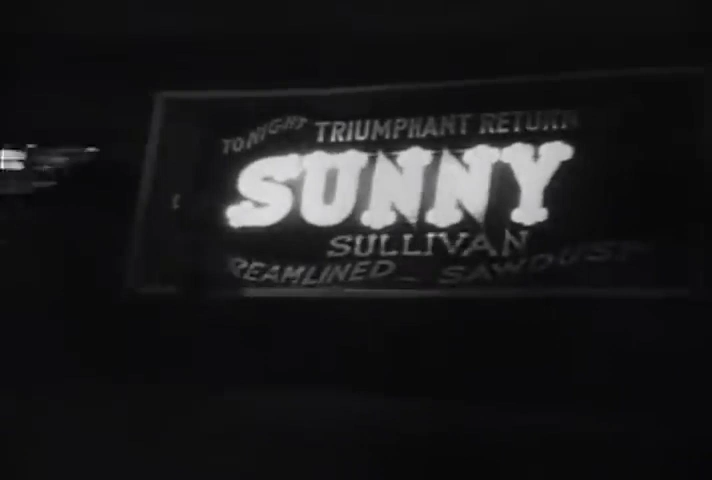 TONIGHT TRIUMPHANT RETURN
SUNNY
SULLIVAN
REAMLINED _ SAWDUST